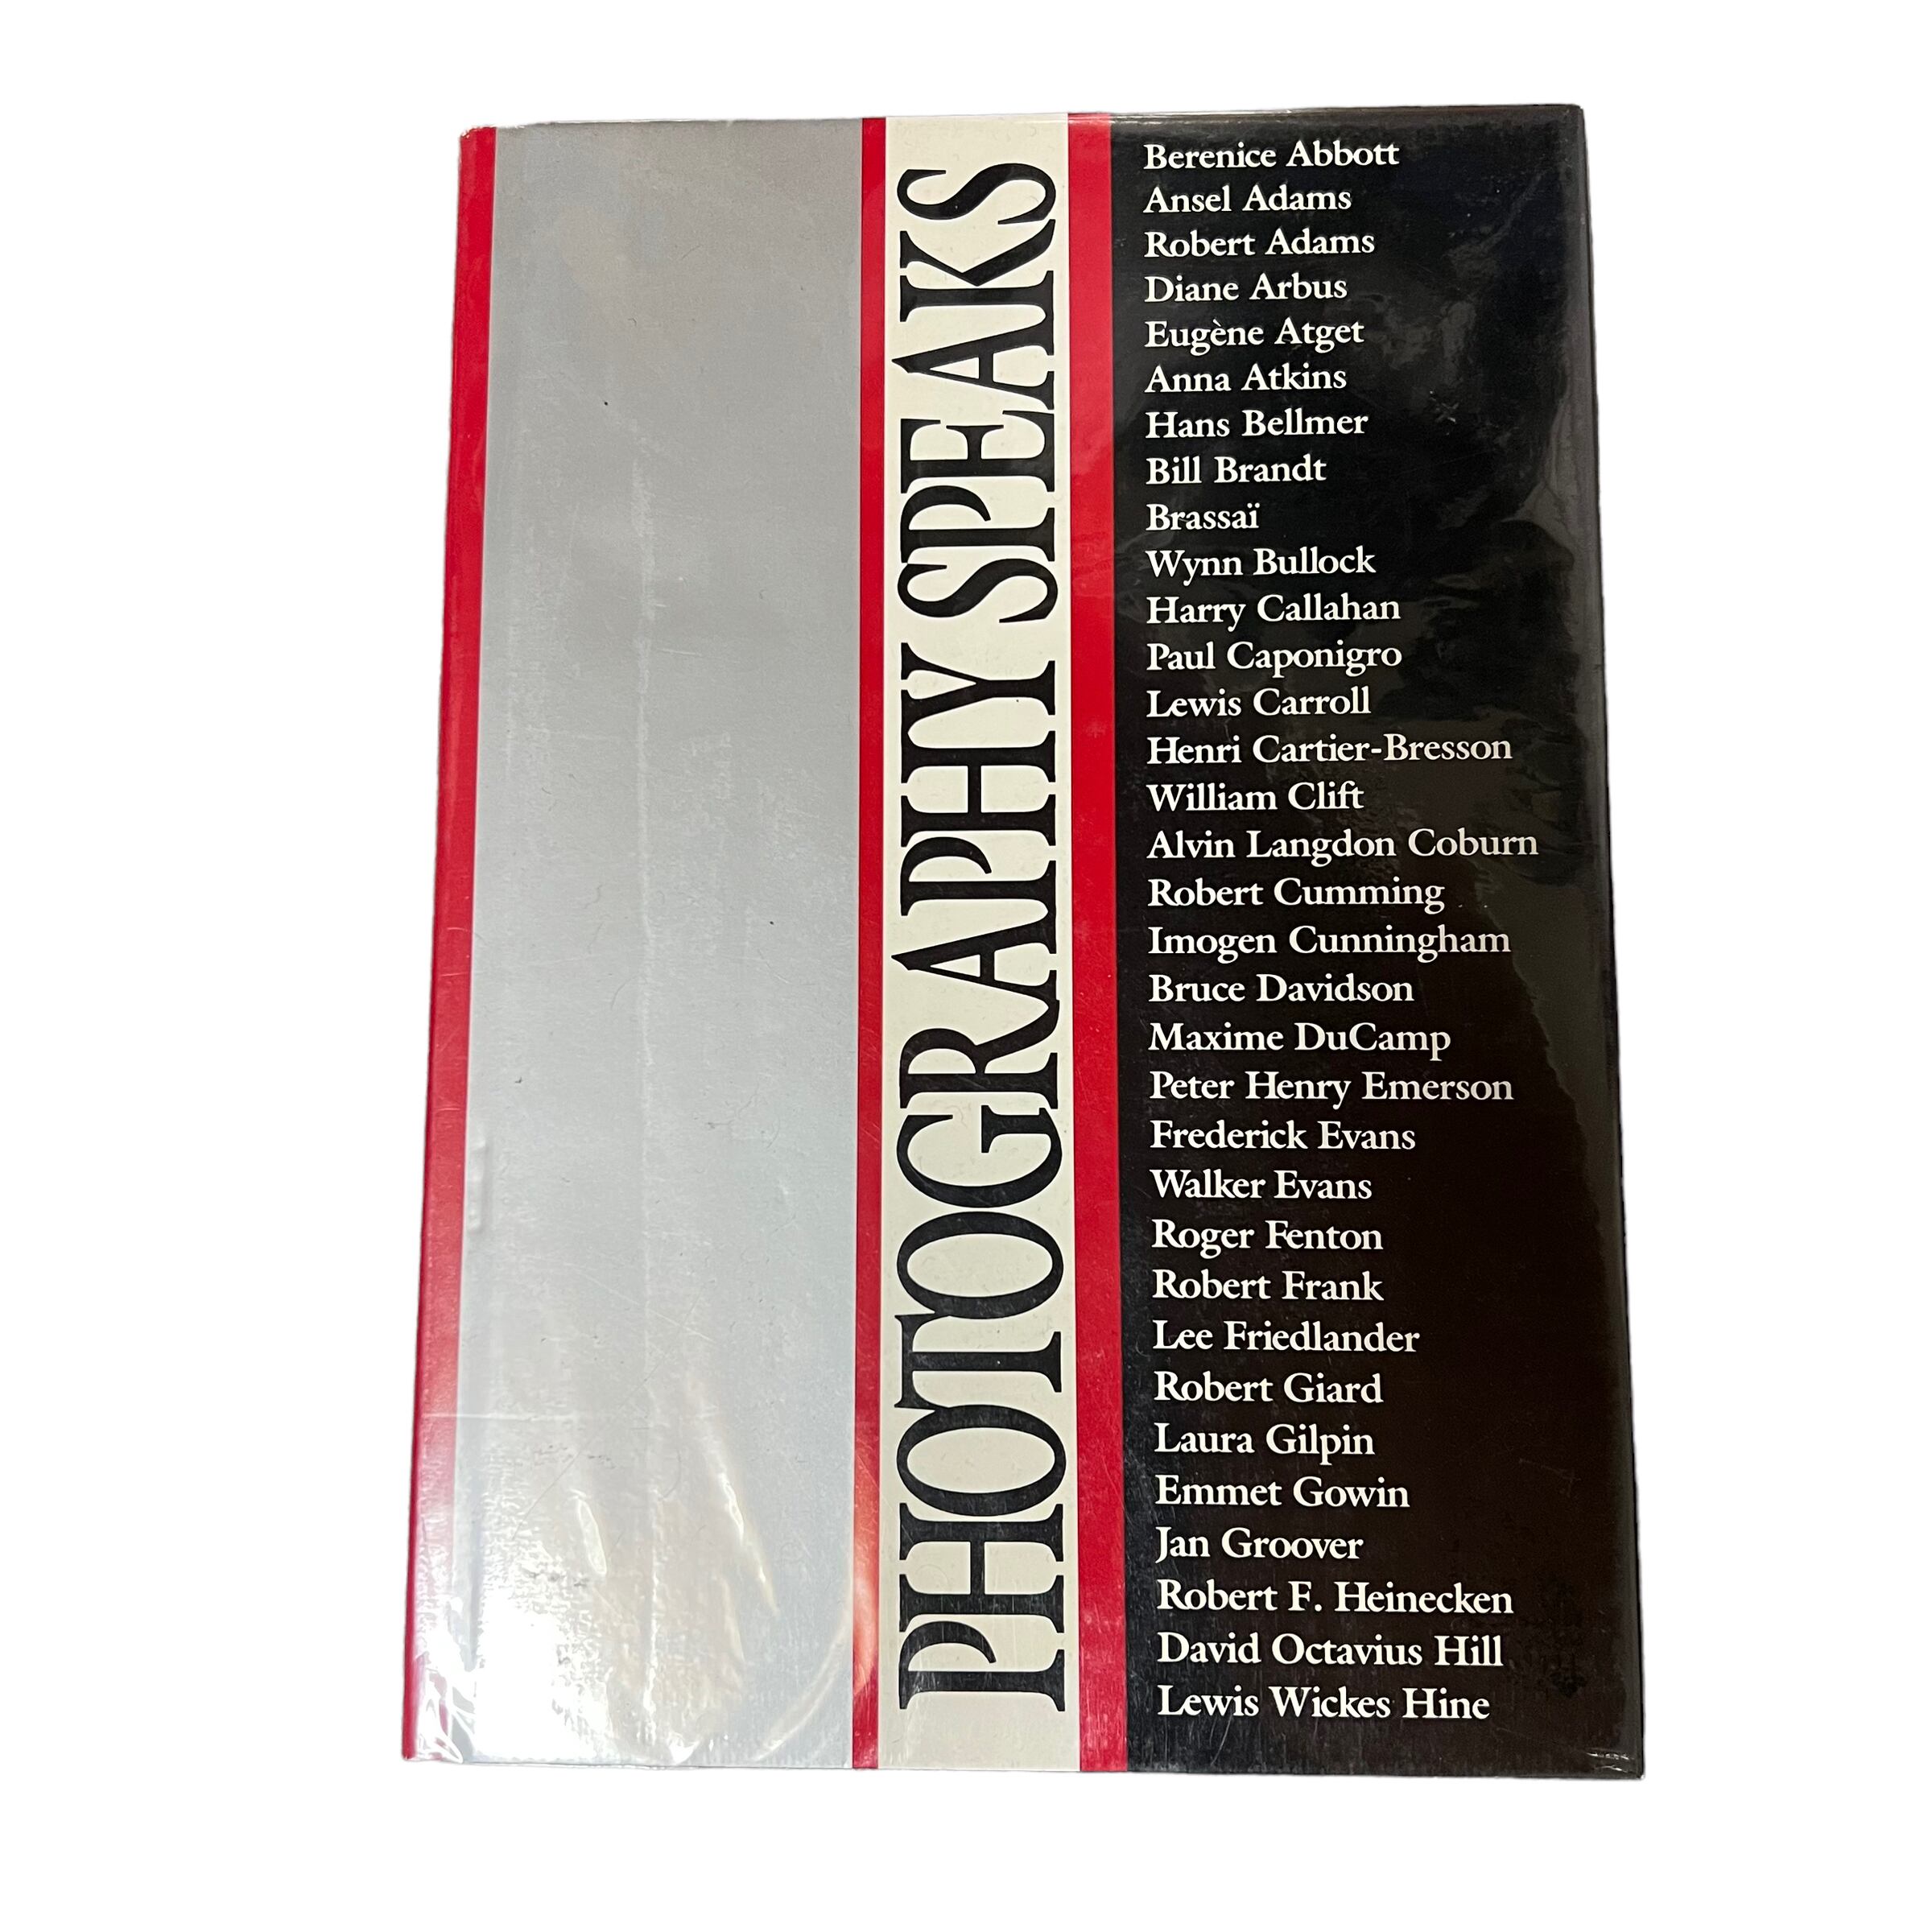 PHOTOGRAPHY SPEAKS
Berenice Abbott
Ansel Adams
Robert Adams
Diane Arbus
Eugène Atget
Anna Atkins
Hans Bellmer
Bill Brandt
Brassaï
Wynn Bullock
Harry Callahan
Paul Caponigro
Lewis Carroll
Henri Cartier-Bresson
William Clift
Alvin Langdon Coburn
Robert Cumming
Imogen Cunningham
Bruce Davidson
Maxime DuCamp
Peter Henry Emerson
Frederick Evans
Walker Evans
Roger Fenton
Robert Frank
Lee Friedlander
Robert Giard
Laura Gilpin
Emmet Gowin
Jan Groover
Robert F. Heinecken
David Octavius Hill
Lewis Wickes Hine